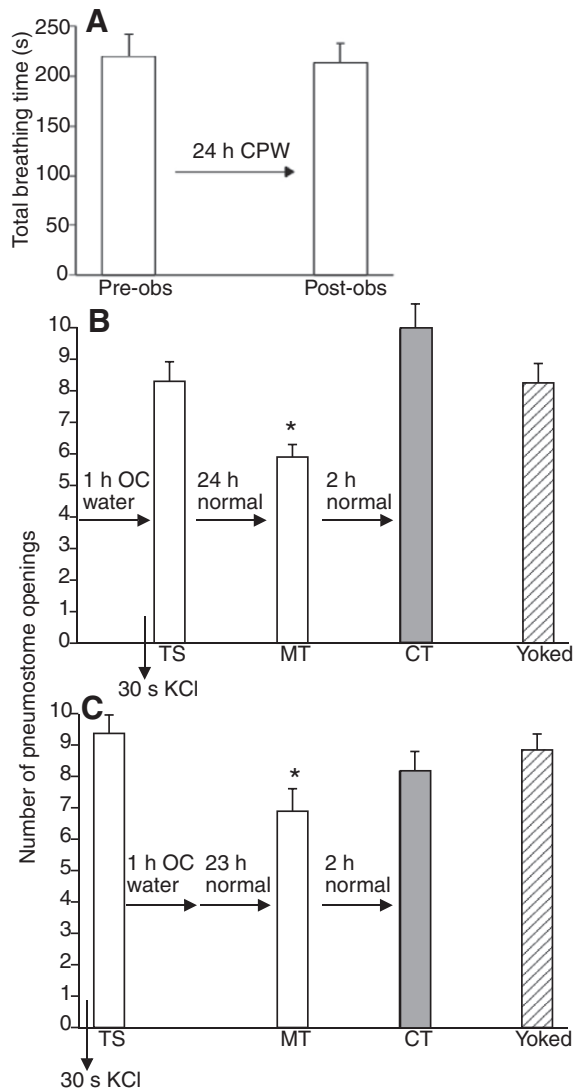 A
Total breathing time (s)
250
200
150
100
50
0
24 h CPW
Pre-obs
Post-obs
B
Number of pneumostome openings
10
9
8
7
6
5
4
3
2
1
0
*
1 h OC
water
24 h
normal
2 h
normal
TS
MT
CT
Yoked
30 s KCl
C
10
9
8
7
6
5
4
3
2
1
0
*
1 h OC
water
23 h
normal
2 h
normal
TS
MT
CT
Yoked
30 s KCl